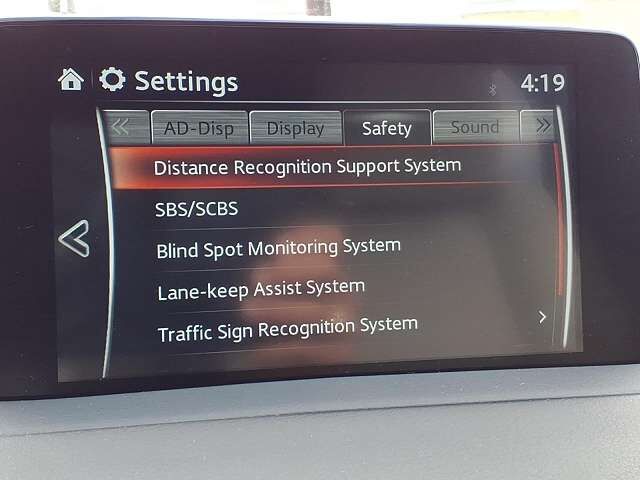 Settings
4:19
AD-Disp
Display
Safety
Sound
Distance Recognition Support System
SBS/SCBS
Blind Spot Monitoring System
Lane-keep Assist System
Traffic Sign Recognition System